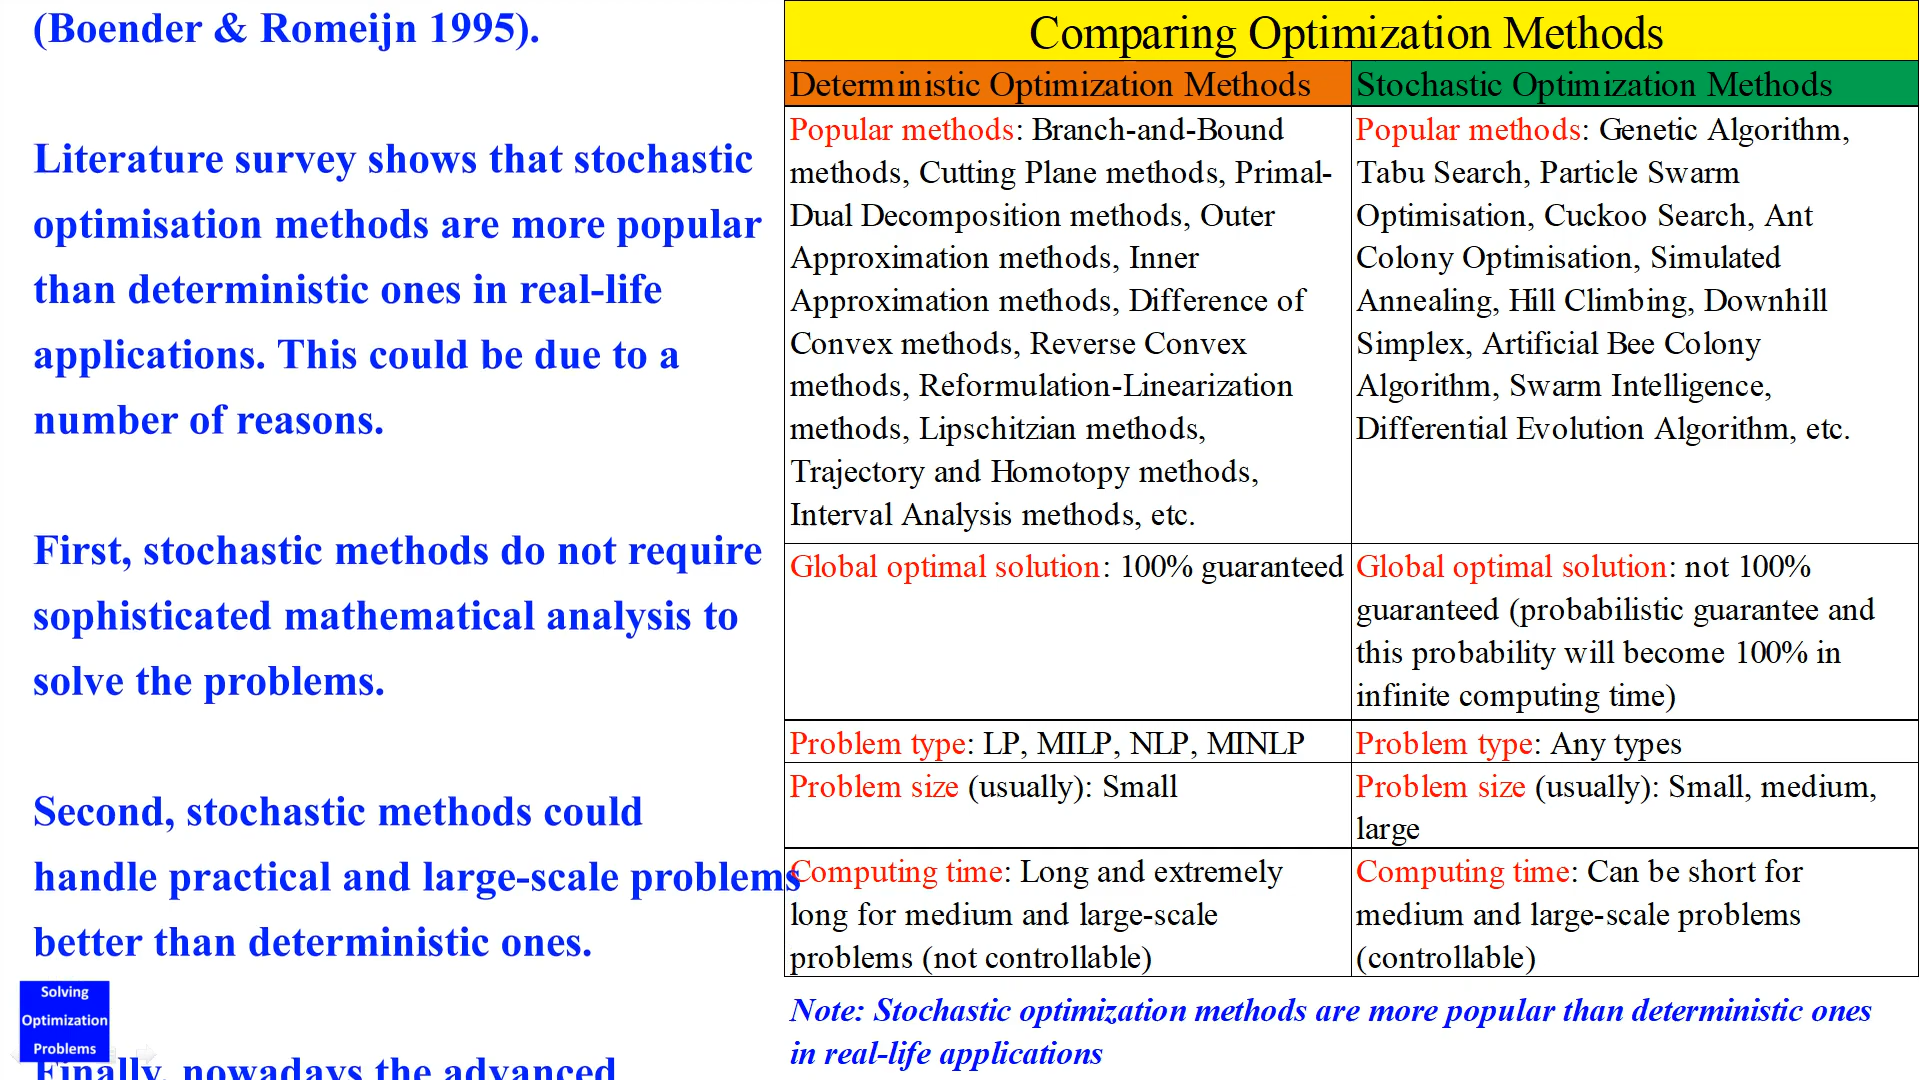 (Boender & Romeijn 1995).
Literature survey shows that stochastic
optimisation methods are more popular
than deterministic ones in real-life
applications. This could be due to a
number of reasons.
First, stochastic methods do not require
sophisticated mathematical analysis to
solve the problems.
Second, stochastic methods could
handle practical and large-scale problems
better than deterministic ones.
Finally, nowadays the advanced
Solving
Optimization
Problems
Comparing Optimization Methods
Deterministic Optimization Methods
Popular methods: Branch-and-Bound
methods, Cutting Plane methods, Primal-
Dual Decomposition methods, Outer
Approximation methods, Inner
Approximation methods, Difference of
Convex methods, Reverse Convex
methods, Reformulation-Linearization
methods, Lipschitzian methods,
Trajectory and Homotopy methods,
Interval Analysis methods, etc.
Stochastic Optimization Methods
Popular methods: Genetic Algorithm,
Tabu Search, Particle Swarm
Optimisation, Cuckoo Search, Ant
Colony Optimisation, Simulated
Annealing, Hill Climbing, Downhill
Simplex, Artificial Bee Colony
Algorithm, Swarm Intelligence,
Differential Evolution Algorithm, etc.
Global optimal solution: 100% guaranteed
Global optimal solution: not 100%
guaranteed (probabilistic guarantee and
this probability will become 100% in
infinite computing time)
Problem type: LP, MILP, NLP, MINLP
Problem type: Any types
Problem size (usually): Small
Problem size (usually): Small, medium,
large
Computing time: Long and extremely
long for medium and large-scale
problems (not controllable)
Computing time: Can be short for
medium and large-scale problems
(controllable)
Note: Stochastic optimization methods are more popular than deterministic ones
in real-life applications